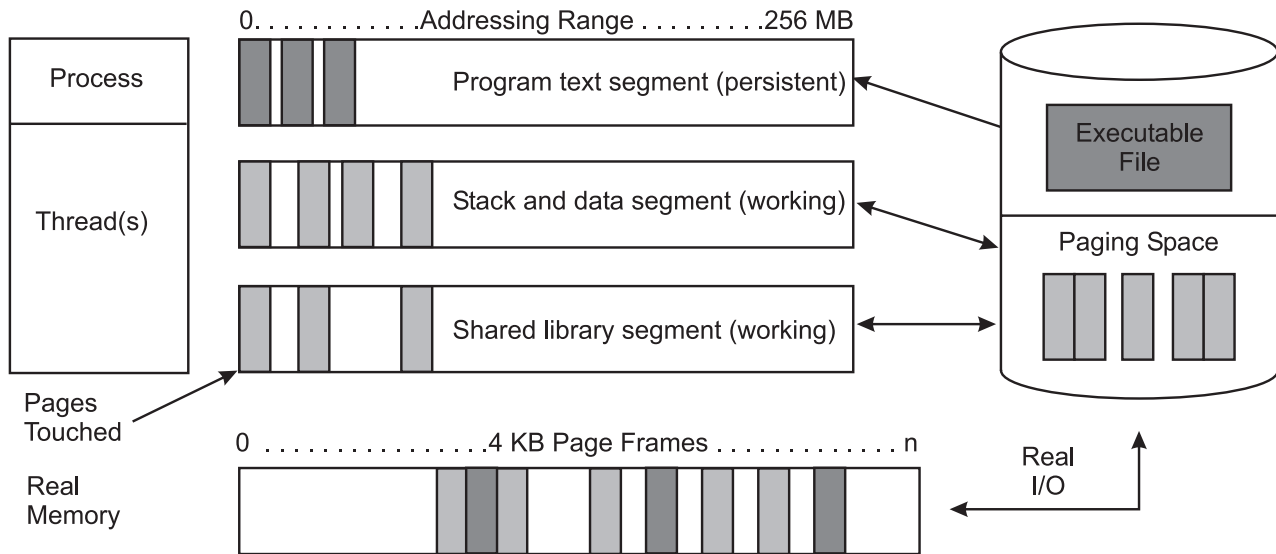 0. . . . . . . . . . . . .Addressing Range . . . . . . . . .256 MB
Process
Program text segment (persistent)
Executable
File
Thread(s)
Stack and data segment (working)
Paging Space
Shared library segment (working)
Pages
Touched
0 . . . . . . . . . . . . . . . . . .4 KB Page Frames . . . . . . . . . . . . . . . n
Real
Memory
Real
I/O